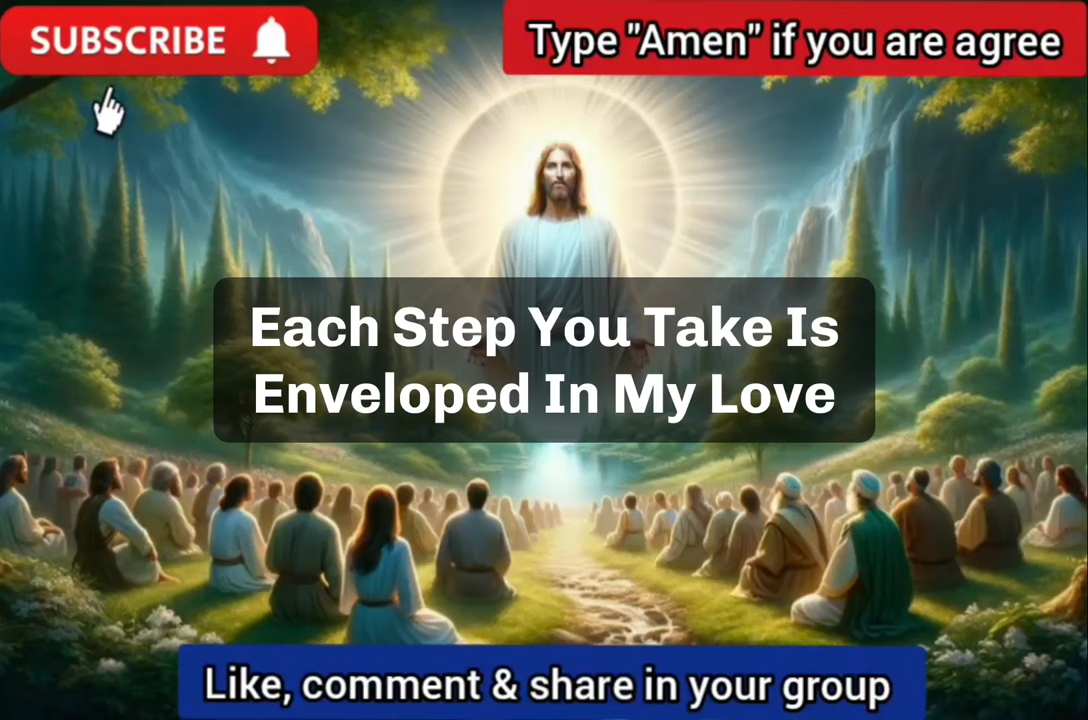 SUBSCRIBE
Type "Amen" if you are agree
Each Step You Take Is
Enveloped In My Love
Like, comment & share in your group